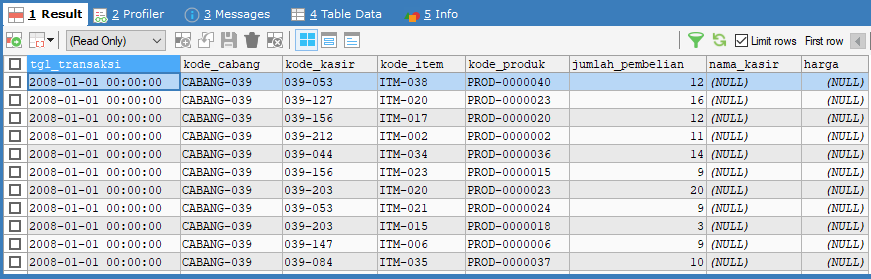 1 Result 2 Profiler 3 Messages 4 Table Data 5 Info
(Read Only) Limit rows First row
tgl_transaksi kode_cabang kode_kasir kode_item kode_produk jumlah_pembelian nama_kasir harga
2008-01-01 00:00:00 CABANG-039 039-053 ITM-038 PROD-0000040 12 (NULL) (NULL)
2008-01-01 00:00:00 CABANG-039 039-127 ITM-020 PROD-0000023 16 (NULL) (NULL)
2008-01-01 00:00:00 CABANG-039 039-156 ITM-017 PROD-0000020 12 (NULL) (NULL)
2008-01-01 00:00:00 CABANG-039 039-212 ITM-002 PROD-0000002 11 (NULL) (NULL)
2008-01-01 00:00:00 CABANG-039 039-044 ITM-034 PROD-0000036 14 (NULL) (NULL)
2008-01-01 00:00:00 CABANG-039 039-156 ITM-023 PROD-0000015 9 (NULL) (NULL)
2008-01-01 00:00:00 CABANG-039 039-203 ITM-020 PROD-0000023 20 (NULL) (NULL)
2008-01-01 00:00:00 CABANG-039 039-053 ITM-021 PROD-0000024 9 (NULL) (NULL)
2008-01-01 00:00:00 CABANG-039 039-203 ITM-015 PROD-0000018 3 (NULL) (NULL)
2008-01-01 00:00:00 CABANG-039 039-147 ITM-006 PROD-0000006 9 (NULL) (NULL)
2008-01-01 00:00:00 CABANG-039 039-084 ITM-035 PROD-0000037 10 (NULL) (NULL)